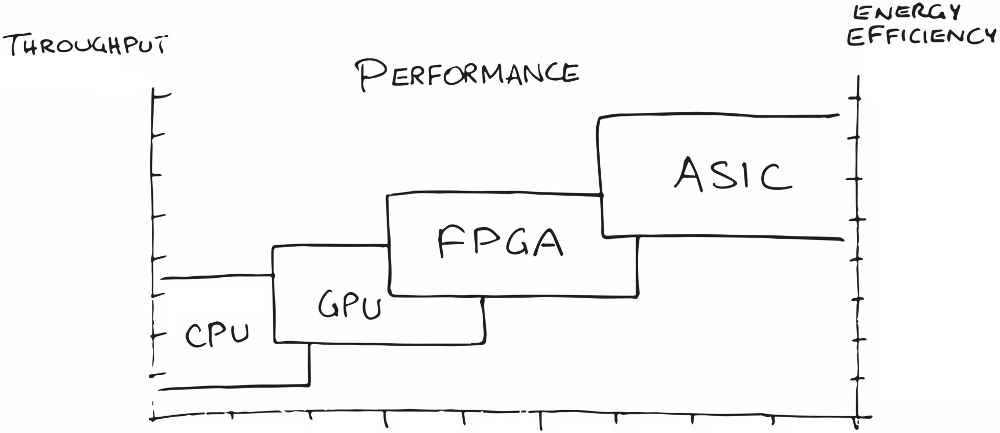 THROUGHPUT
ENERGY
EFFICIENCY
PERFORMANCE
ASIC
FPGA
GPU
CPU